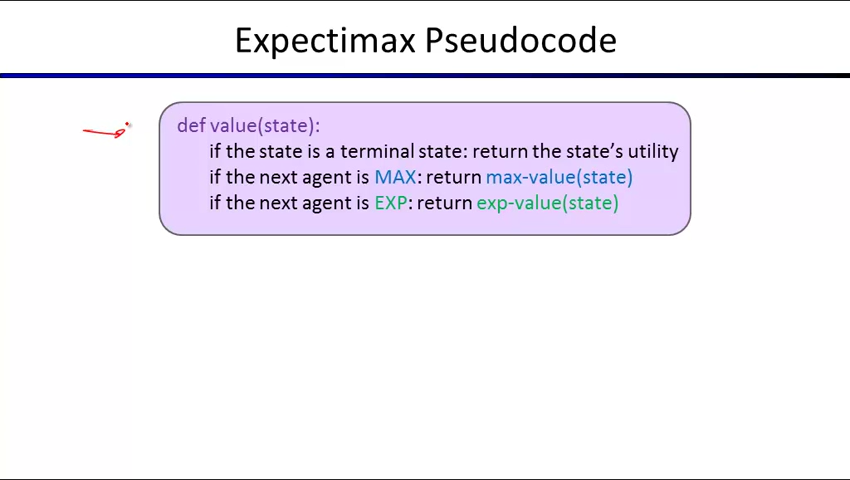 Expectimax Pseudocode
def value(state):
if the state is a terminal state: return the state’s utility
if the next agent is MAX: return max-value(state)
if the next agent is EXP: return exp-value(state)